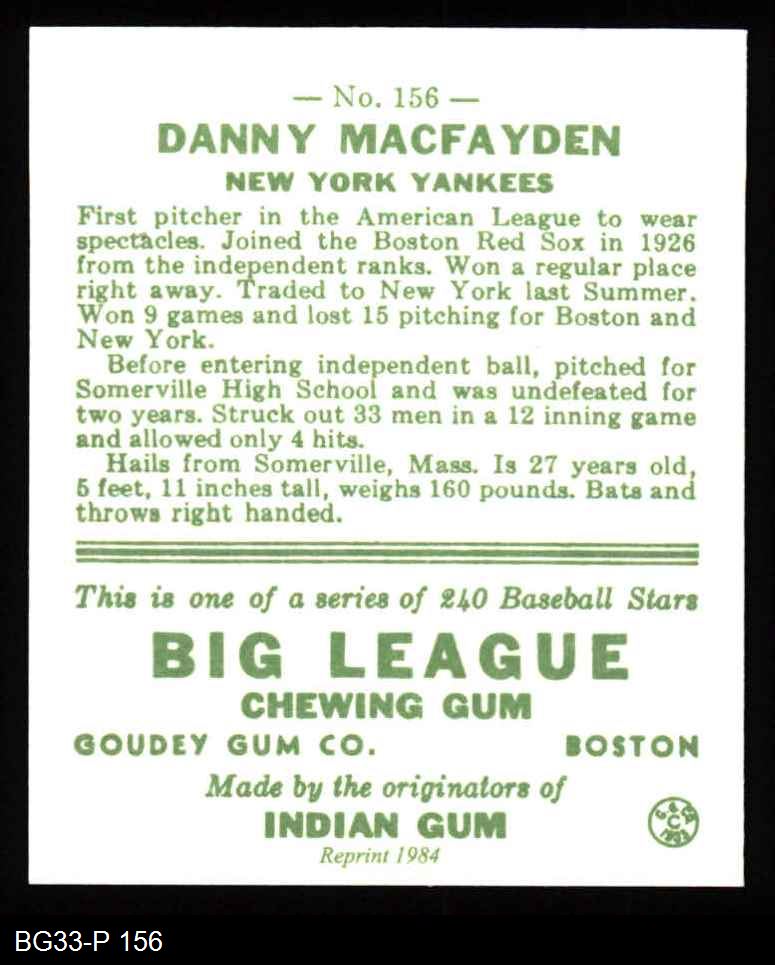 — No. 156 —
DANNY MACFAYDEN
NEW YORK YANKEES
First pitcher in the American League to wear
spectacles. Joined the Boston Red Sox in 1926
from the independent ranks. Won a regular place
right away. Traded to New York last Summer.
Won 9 games and lost 15 pitching for Boston and
New York.
Before entering independent ball, pitched for
Somerville High School and was undefeated for
two years. Struck out 33 men in a 12 inning game
and allowed only 4 hits.
Hails from Somerville, Mass. Is 27 years old,
5 feet, 11 inches tall, weighs 160 pounds. Bats and
throws right handed.
This is one of a series of 240 Baseball Stars
BIG LEAGUE
CHEWING GUM
GOUDEY GUM CO. BOSTON
Made by the originators of
INDIAN GUM
Reprint 1984
C
BG33-P 156